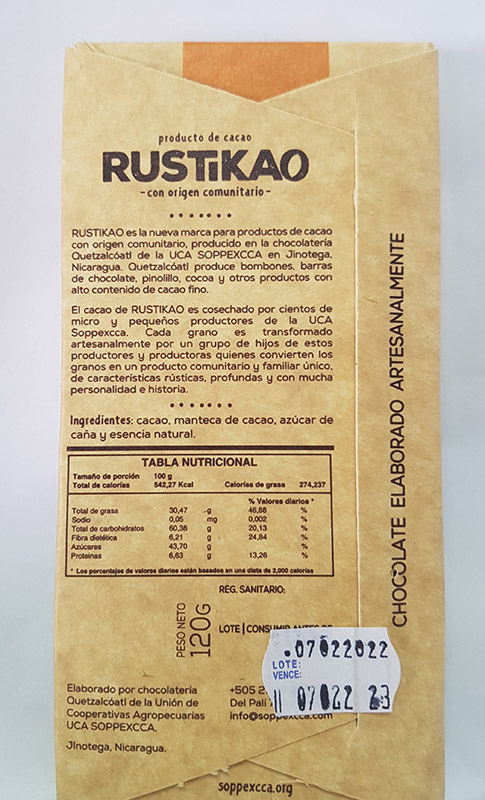 producto de cacao
RUSTiKAO
-con origen comunitario-
RUSTIKAO es la nueva marca para productos de cacao
con origen comunitario, producido en la chocolatería
Quetzalcóatl de la UCA SOPPEXCCA en Jinotega,
Nicaragua. Quetzalcóatl produce bombones, barras
de chocolate, pinolillo, cocoa y otros productos con
alto contenido de cacao fino.
El cacao de RUSTIKAO es cosechado por cientos de
micro y pequeños productores de la UCA
Soppexcca. Cada grano es transformado
artesanalmente por un grupo de hijos de estos
productores y productoras quienes convierten los
granos en un producto comunitario y familiar único,
de características rústicas, profundas y con mucha
personalidad e historia.
Ingredientes: cacao, manteca de cacao, azúcar de
caña y esencia natural.
TABLA NUTRICIONAL
Tamaño de porción 100 g
Total de calorías 542,27 Kcal Calorías de grasa 274,237
% Valores diarios *
Total de grasa 30,47 g 46,88 %
Sodio 0,05 mg 0,002 %
Total de carbohidratos 60,38 g 20,13 %
Fibra dietética 6,21 g 24,84 %
Azúcares 43,70 g %
Proteínas 6,63 g 13,26 %
* Los porcentajes de valores diarios están basados en una dieta de 2,000 calorías
REG. SANITARIO:
PESO NETO
120G
LOTE | CONSUMIR ANTES DE
.07022022
LOTE:
VENCE:
07022 23
Elaborado por chocolatería
Quetzalcóatl de la Unión de
Cooperativas Agropecuarias
UCA SOPPEXCCA.
JInotega, Nicaragua.
+505 2
Del Palí
info@soppexcca.com
soppexcca.org
CHOCOLATE ELABORADO ARTESANALMENTE